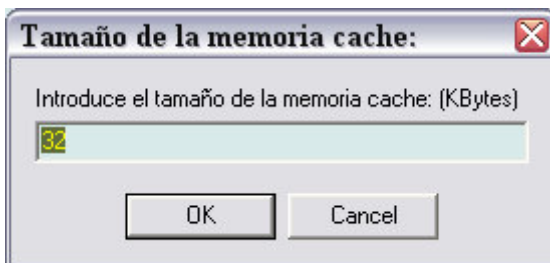 Tamaño de la memoria cache:
Introduce el tamaño de la memoria cache: (KBytes)
32
OK Cancel